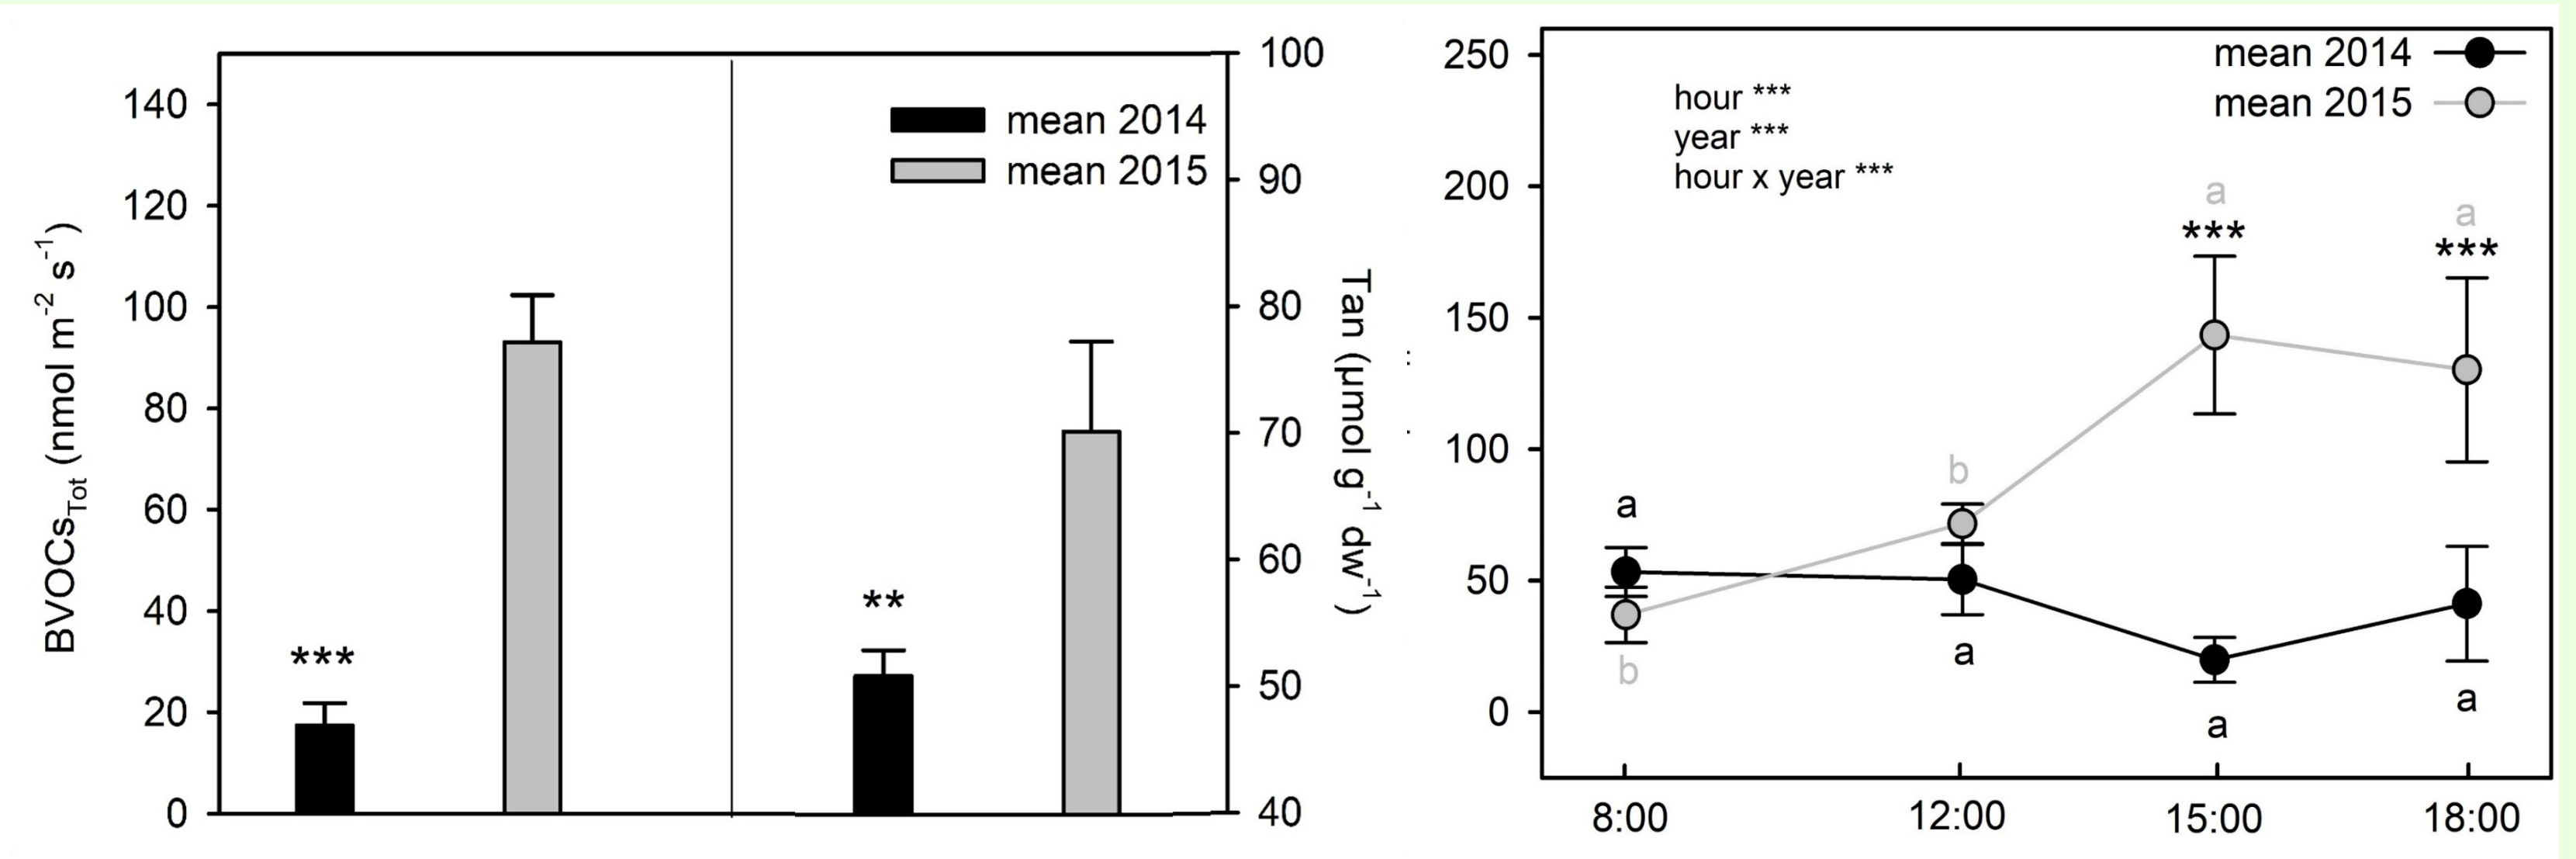 BVOCsTot (nmol m-2 s-1)
140
120
100
80
60
40
20
0
***
**
mean 2014
mean 2015
100
90
80
70
60
50
40
Tan (µmol g-1 dw-1)
250
200
150
100
50
0
hour ***
year ***
hour x year ***
mean 2014
mean 2015
a
***
a
***
b
a
b
a
a
a
8:00
12:00
15:00
18:00